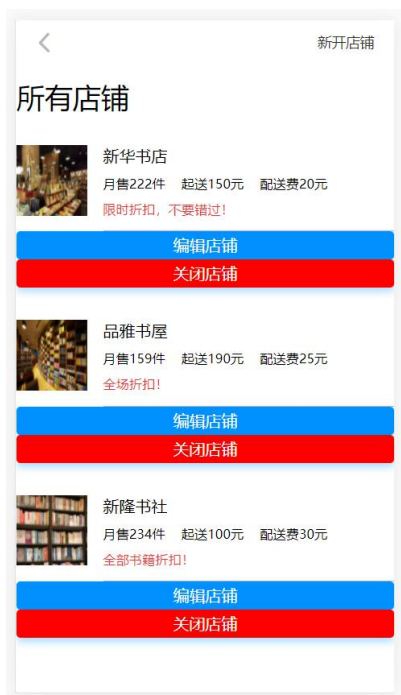 新开店铺
所有店铺
新华书店
月售222件 起送150元 配送费20元
限时折扣，不要错过！
编辑店铺
关闭店铺
品雅书屋
月售159件 起送190元 配送费25元
全场折扣！
编辑店铺
关闭店铺
新隆书社
月售234件 起送100元 配送费30元
全部书籍折扣！
编辑店铺
关闭店铺